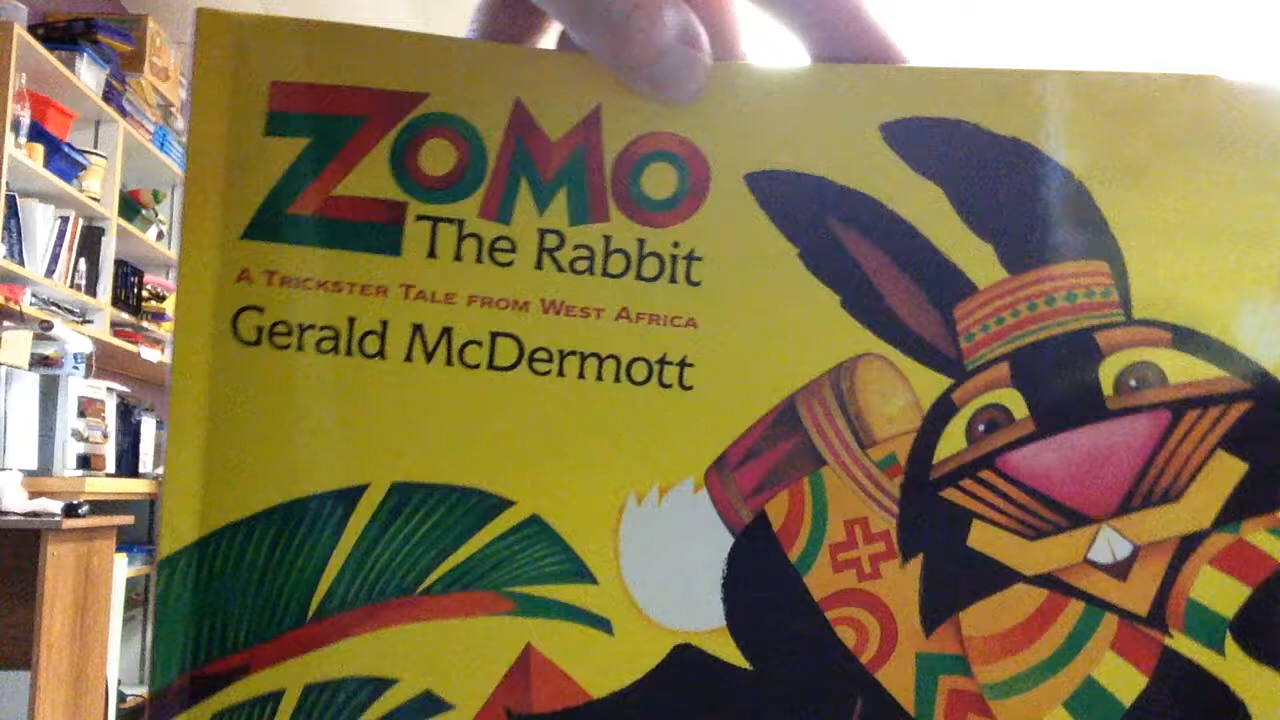 ZOMO
The Rabbit
A TRICKSTER TALE FROM WEST AFRICA
Gerald McDermott